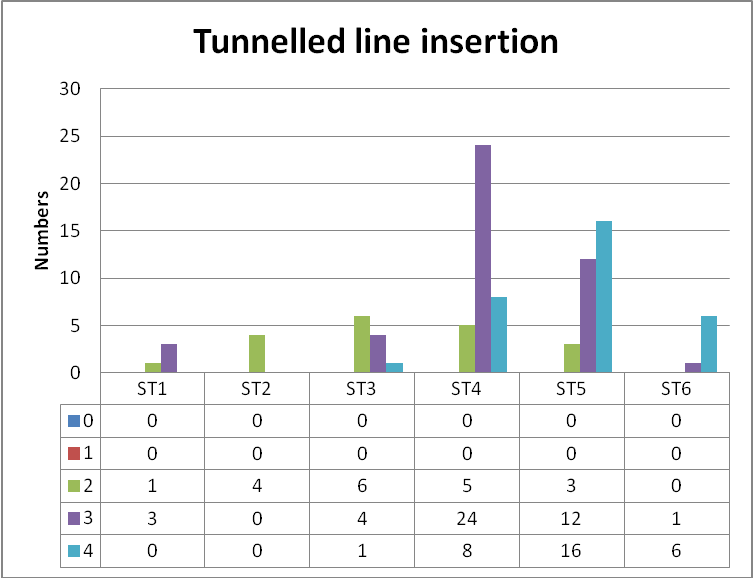 Tunnelled line insertion
30
25
20
15
10
5
0
Numbers
ST1 ST2 ST3 ST4 ST5 ST6
0 0 0 0 0 0 0
1 0 0 0 0 0 0
2 1 4 6 5 3 0
3 3 0 4 24 12 1
4 0 0 1 8 16 6